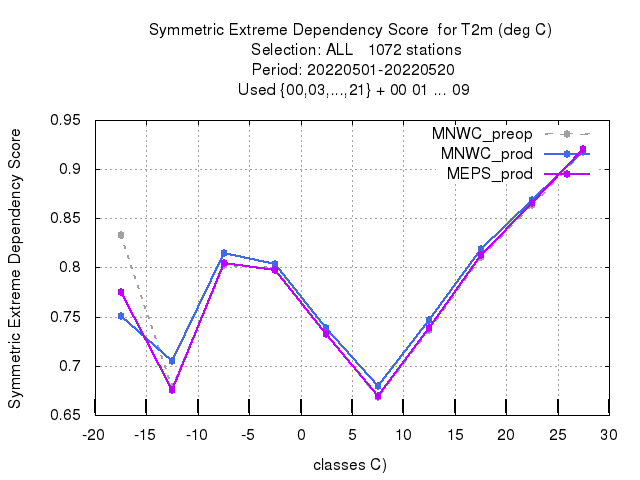 Symmetric Extreme Dependency Score for T2m (deg C)
Selection: ALL 1072 stations
Period: 20220501-20220520
Used {00,03,...,21} + 00 01 ... 09
Symmetric Extreme Dependency Score
0.95
0.9
0.85
0.8
0.75
0.7
0.65
MNWC_preop
MNWC_prod
MEPS_prod
-20 -15 -10 -5 0 5 10 15 20 25 30
classes C)